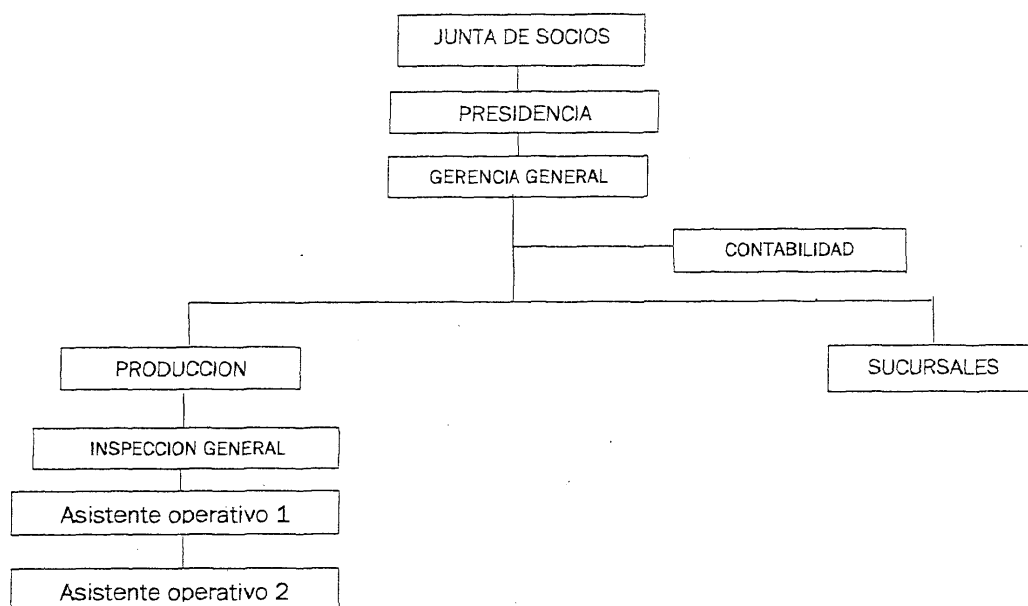 JUNTA DE SOCIOS
PRESIDENCIA
GERENCIA GENERAL
CONTABILIDAD
PRODUCCION
SUCURSALES
INSPECCION GENERAL
Asistente operativo 1
Asistente operativo 2